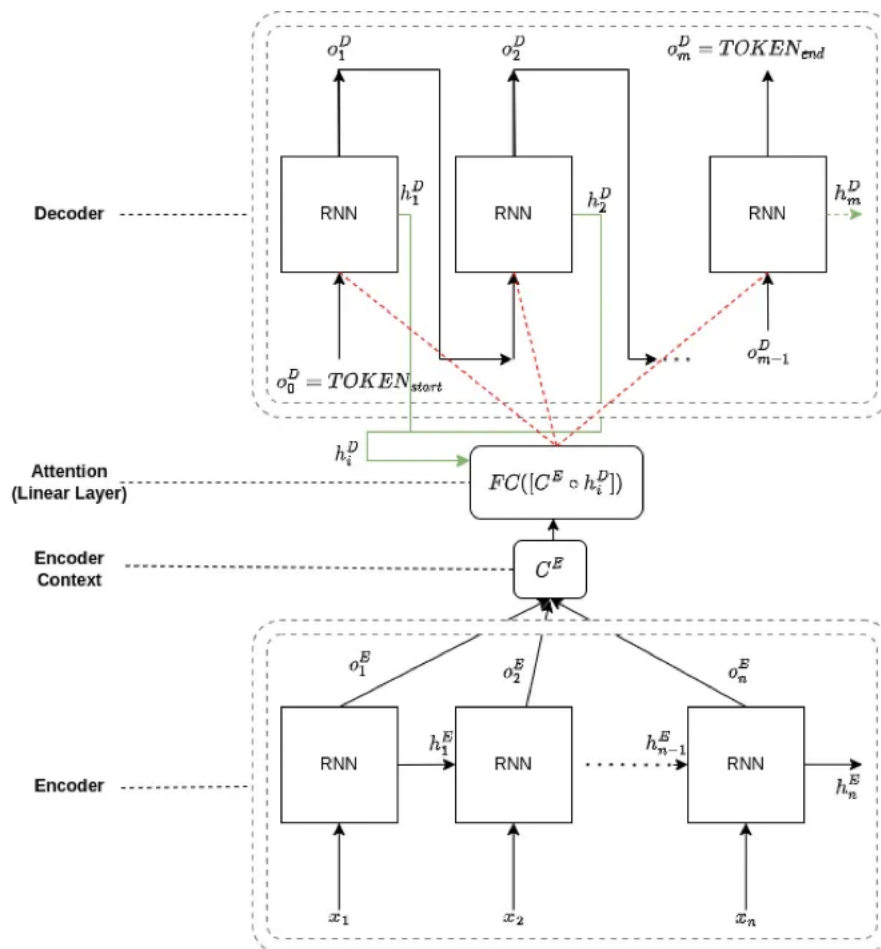 o_1^D
o_2^D
o_m^D = TOKEN_end
RNN
h_1^D
RNN
h_2^D
RNN
h_m^D
Decoder
o_0^D = TOKEN_start
...
o_{m-1}^D
h_i^D
Attention
(Linear Layer)
FC([C^E ∘ h_i^D])
Encoder
Context
C^E
o_1^E
o_2^E
o_n^E
RNN
h_1^E
RNN
h_{n-1}^E
RNN
h_n^E
Encoder
x_1
x_2
x_n